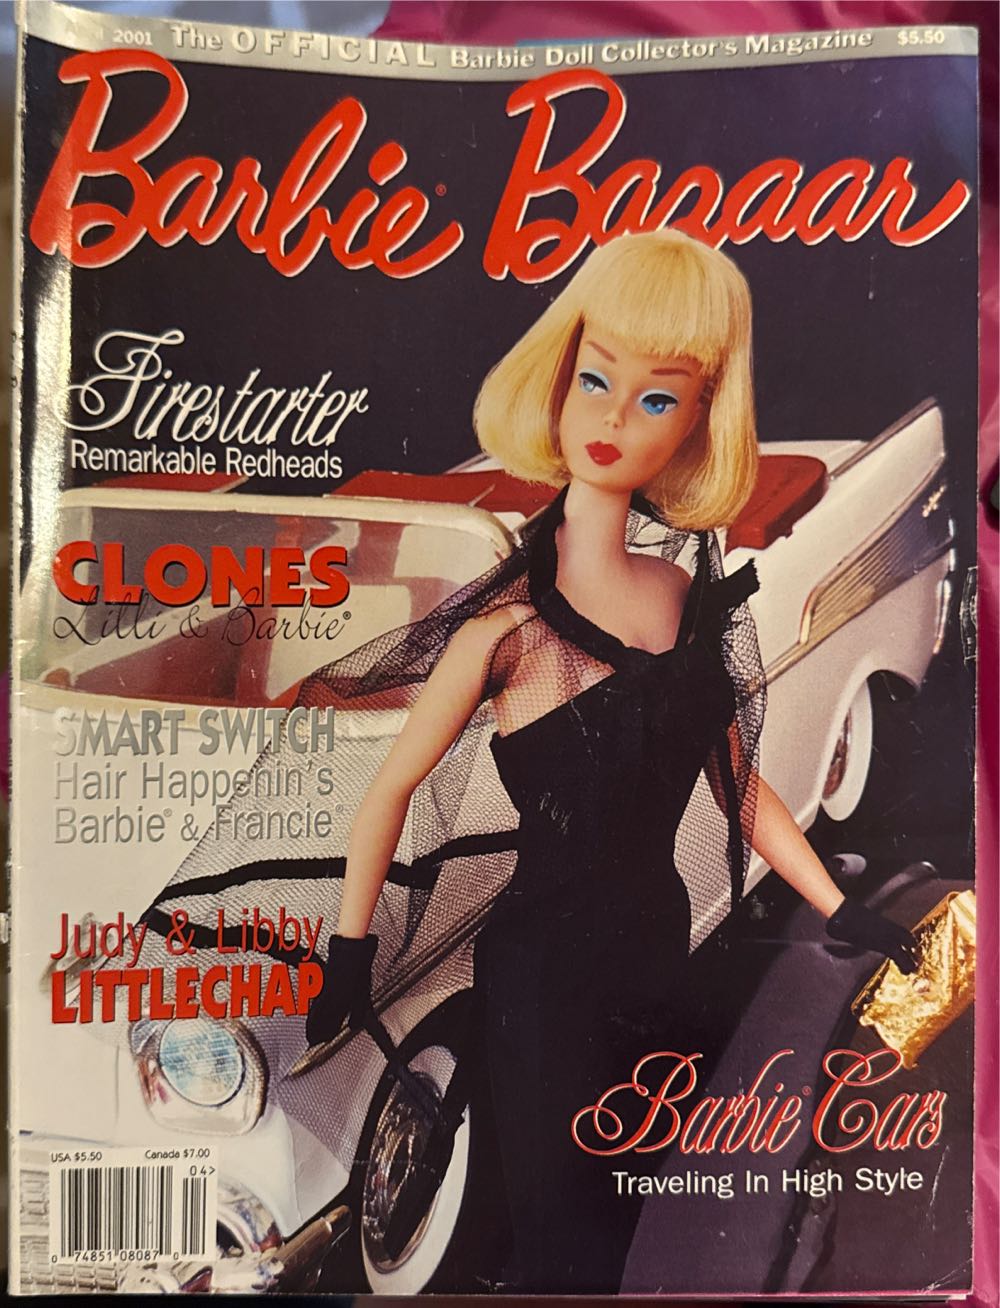 2001 The OFFICIAL Barbie Doll Collector's Magazine $5.50
Barbie® Bazaar
Firestarter
Remarkable Redheads
CLONES
Lilli & Barbie®
SMART SWITCH
Hair Happenin's
Barbie® & Francie®
Judy & Libby
LITTLECHAP
Barbie® Cars
Traveling In High Style
USA $5.50 Canada $7.00
04>
0 74851 08087 0